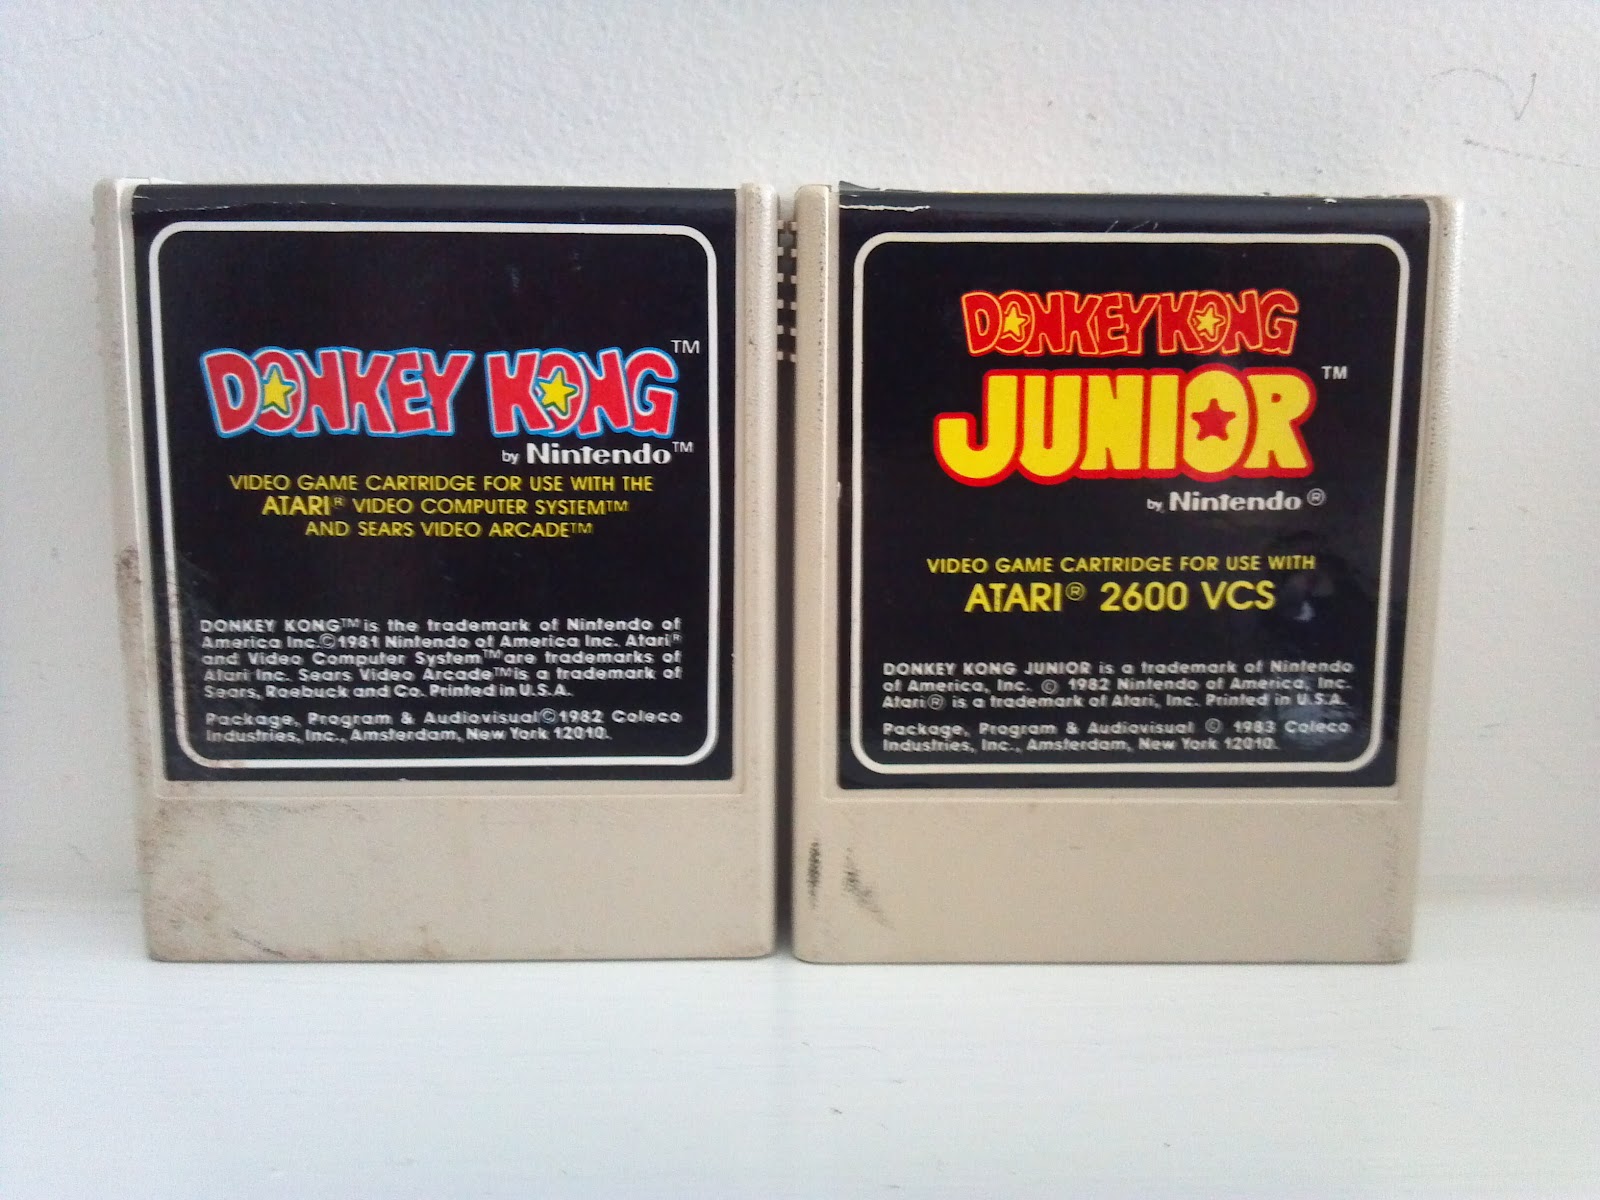 DONKEY KONG™
by Nintendo™
VIDEO GAME CARTRIDGE FOR USE WITH THE
ATARI® VIDEO COMPUTER SYSTEM™
AND SEARS VIDEO ARCADE™
DONKEY KONG™ is the trademark of Nintendo of
America Inc. © 1981 Nintendo of America Inc. Atari®
and Video Computer System™ are trademarks of
Atari Inc. Sears Video Arcade™ is a trademark of
Sears, Roebuck and Co. Printed in U.S.A.
Package, Program & Audiovisual © 1982 Coleco
Industries, Inc., Amsterdam, New York 12010.
DONKEY KONG
JUNIOR™
by Nintendo®
VIDEO GAME CARTRIDGE FOR USE WITH
ATARI® 2600 VCS
DONKEY KONG JUNIOR is a trademark of Nintendo
of America, Inc. © 1982 Nintendo of America, Inc.
Atari® is a trademark of Atari, Inc. Printed in U.S.A.
Package, Program & Audiovisual © 1983 Coleco
Industries, Inc., Amsterdam, New York 12010.